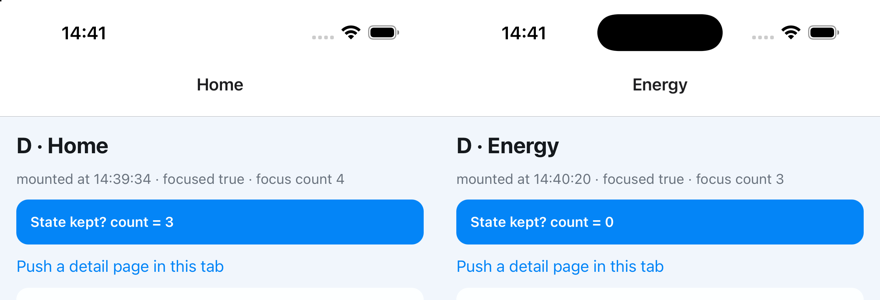 14:41
Home
D · Home
mounted at 14:39:34 · focused true · focus count 4
State kept? count = 3
Push a detail page in this tab
14:41
Energy
D · Energy
mounted at 14:40:20 · focused true · focus count 3
State kept? count = 0
Push a detail page in this tab